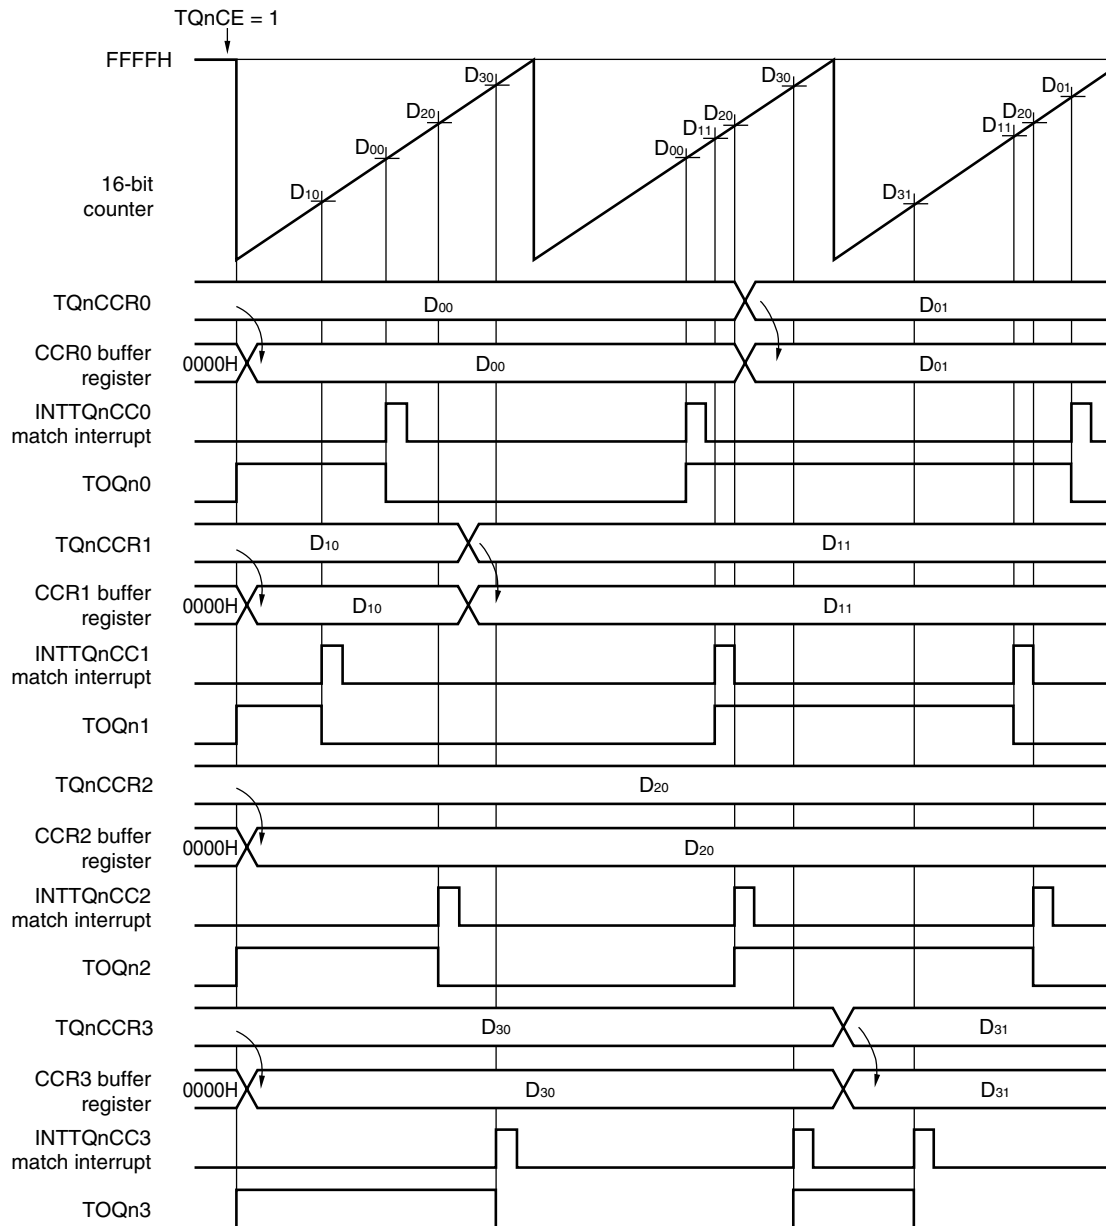 TQnCE = 1
FFFFH
D30
D30
D01
D20
D20
D20
D11
D11
D00
D00
16-bit
counter
D10
D31
TQnCCR0
D00
D01
CCR0 buffer
register
0000H
D00
D01
INTTQnCC0
match interrupt
TOQn0
TQnCCR1
D10
D11
CCR1 buffer
register
0000H
D10
D11
INTTQnCC1
match interrupt
TOQn1
TQnCCR2
D20
CCR2 buffer
register
0000H
D20
INTTQnCC2
match interrupt
TOQn2
TQnCCR3
D30
D31
CCR3 buffer
register
0000H
D30
D31
INTTQnCC3
match interrupt
TOQn3